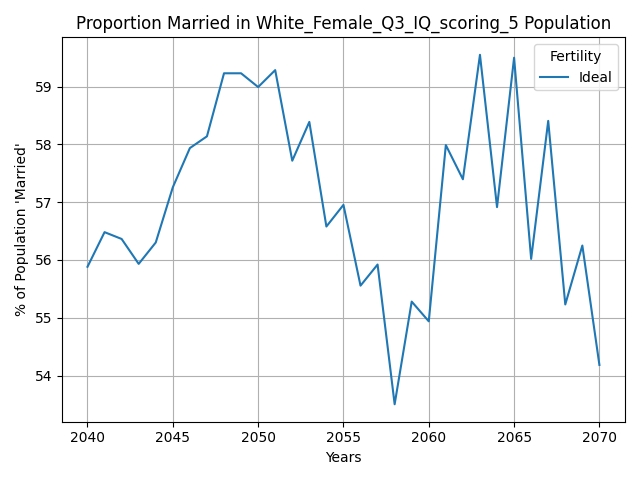 Proportion Married in White_Female_Q3_IQ_scoring_5 Population
Fertility
Ideal
% of Population 'Married'
59
58
57
56
55
54
2040 2045 2050 2055 2060 2065 2070
Years